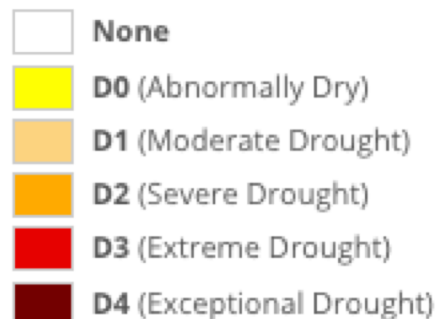 None
D0 (Abnormally Dry)
D1 (Moderate Drought)
D2 (Severe Drought)
D3 (Extreme Drought)
D4 (Exceptional Drought)